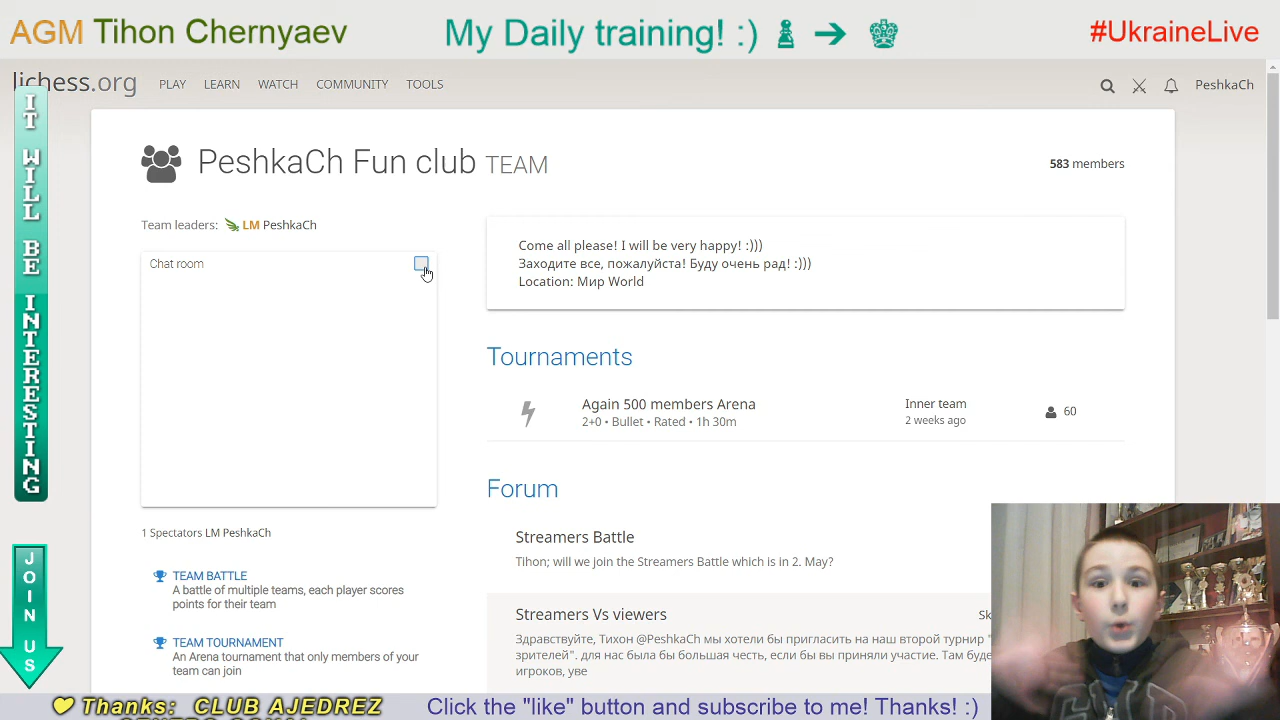 AGM Tihon Chernyaev
My Daily training! :)
#UkraineLive
lichess.org
PLAY
LEARN
WATCH
COMMUNITY
TOOLS
PeshkaCh
IT WILL BE INTERESTING
PeshkaCh Fun club TEAM
583 members
Team leaders: LM PeshkaCh
Chat room
Come all please! I will be very happy! :)))
Заходите все, пожалуйста! Буду очень рад! :)))
Location: Мир World
Tournaments
Again 500 members Arena
2+0 • Bullet • Rated • 1h 30m
Inner team
2 weeks ago
60
Forum
Streamers Battle
Tihon; will we join the Streamers Battle which is in 2. May?
1 Spectators LM PeshkaCh
TEAM BATTLE
A battle of multiple teams, each player scores
points for their team
TEAM TOURNAMENT
An Arena tournament that only members of your
team can join
Streamers Vs viewers
Sk
Здравствуйте, Тихон @PeshkaCh мы хотели бы пригласить на наш второй турнир "
зрителей". для нас была бы большая честь, если бы вы приняли участие. Там буде
игроков, уве
JOIN US
Thanks: CLUB AJEDREZ
Click the "like" button and subscribe to me! Thanks! :)